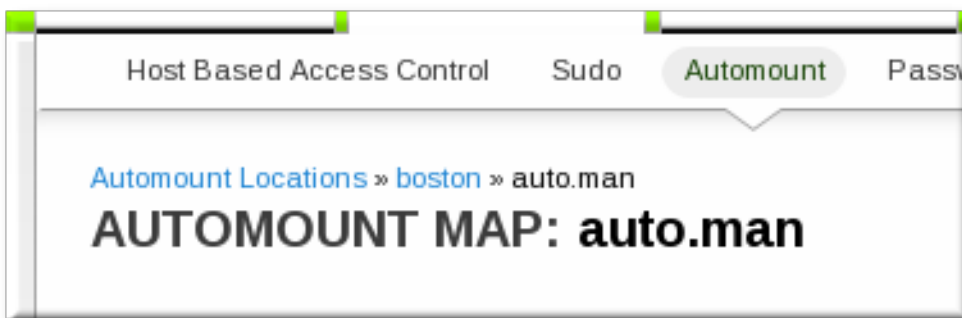 Host Based Access Control Sudo Automount
Automount Locations » boston » auto.man
AUTOMOUNT MAP: auto.man